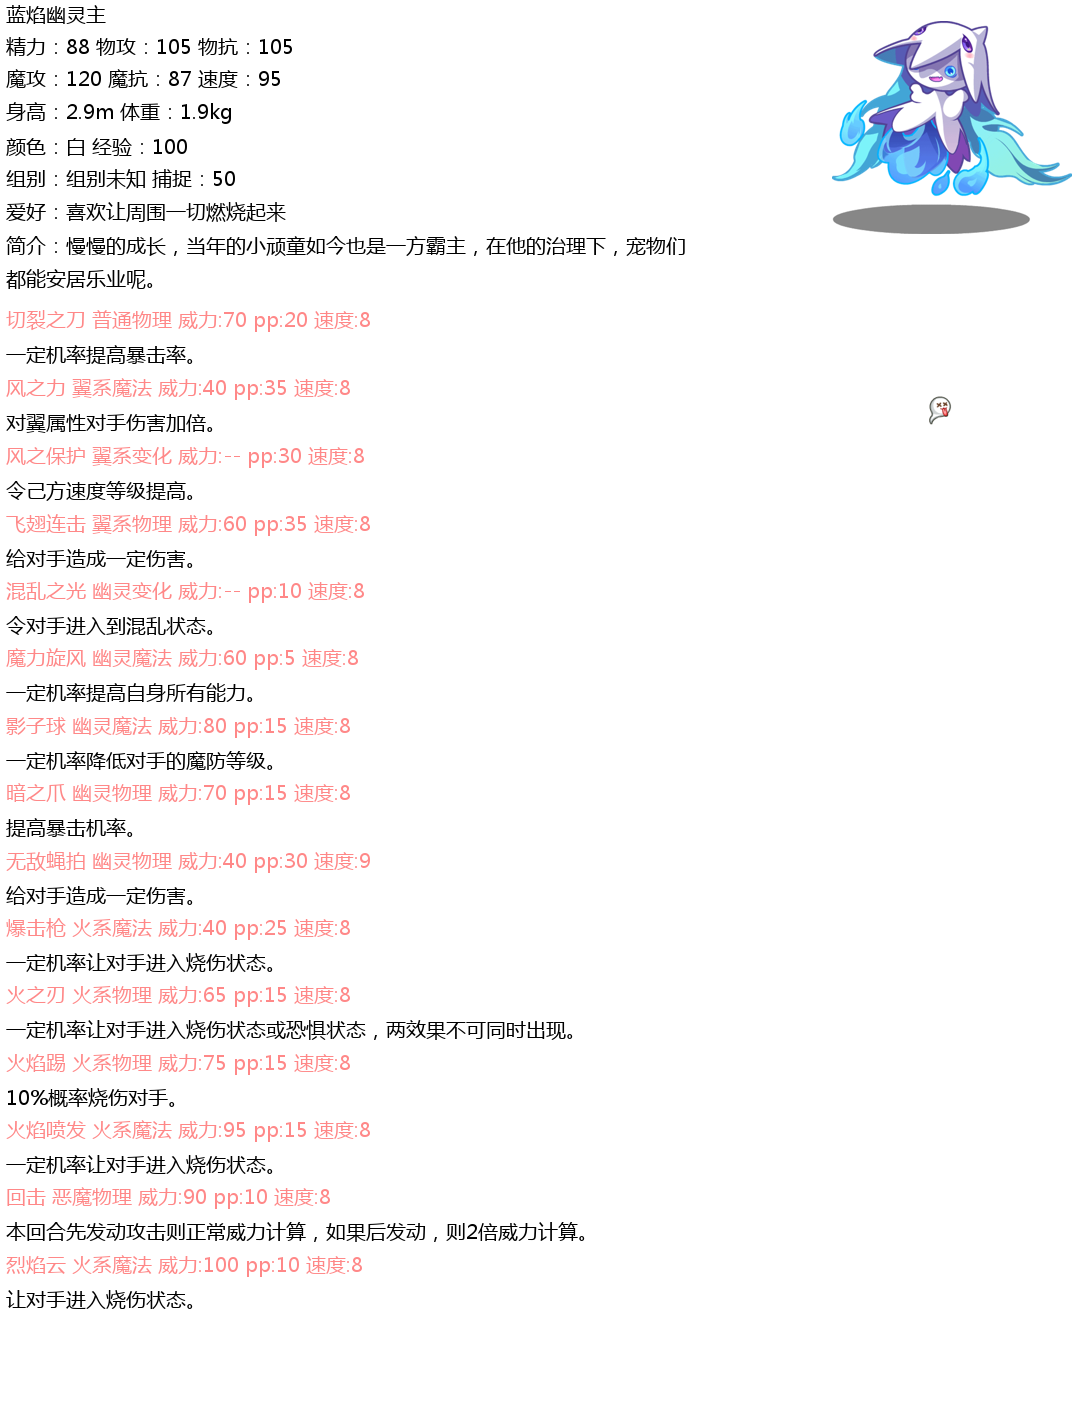 蓝焰幽灵主
精力：88 物攻：105 物抗：105
魔攻：120 魔抗：87 速度：95
身高：2.9m 体重：1.9kg
颜色：白 经验：100
组别：组别未知 捕捉：50
爱好：喜欢让周围一切燃烧起来
简介：慢慢的成长，当年的小顽童如今也是一方霸主，在他的治理下，宠物们
都能安居乐业呢。
切裂之刀 普通物理 威力:70 pp:20 速度:8
一定机率提高暴击率。
风之力 翼系魔法 威力:40 pp:35 速度:8
对翼属性对手伤害加倍。
风之保护 翼系变化 威力:-- pp:30 速度:8
令己方速度等级提高。
飞翅连击 翼系物理 威力:60 pp:35 速度:8
给对手造成一定伤害。
混乱之光 幽灵变化 威力:-- pp:10 速度:8
令对手进入到混乱状态。
魔力旋风 幽灵魔法 威力:60 pp:5 速度:8
一定机率提高自身所有能力。
影子球 幽灵魔法 威力:80 pp:15 速度:8
一定机率降低对手的魔防等级。
暗之爪 幽灵物理 威力:70 pp:15 速度:8
提高暴击机率。
无敌蝇拍 幽灵物理 威力:40 pp:30 速度:9
给对手造成一定伤害。
爆击枪 火系魔法 威力:40 pp:25 速度:8
一定机率让对手进入烧伤状态。
火之刃 火系物理 威力:65 pp:15 速度:8
一定机率让对手进入烧伤状态或恐惧状态，两效果不可同时出现。
火焰踢 火系物理 威力:75 pp:15 速度:8
10%概率烧伤对手。
火焰喷发 火系魔法 威力:95 pp:15 速度:8
一定机率让对手进入烧伤状态。
回击 恶魔物理 威力:90 pp:10 速度:8
本回合先发动攻击则正常威力计算，如果后发动，则2倍威力计算。
烈焰云 火系魔法 威力:100 pp:10 速度:8
让对手进入烧伤状态。